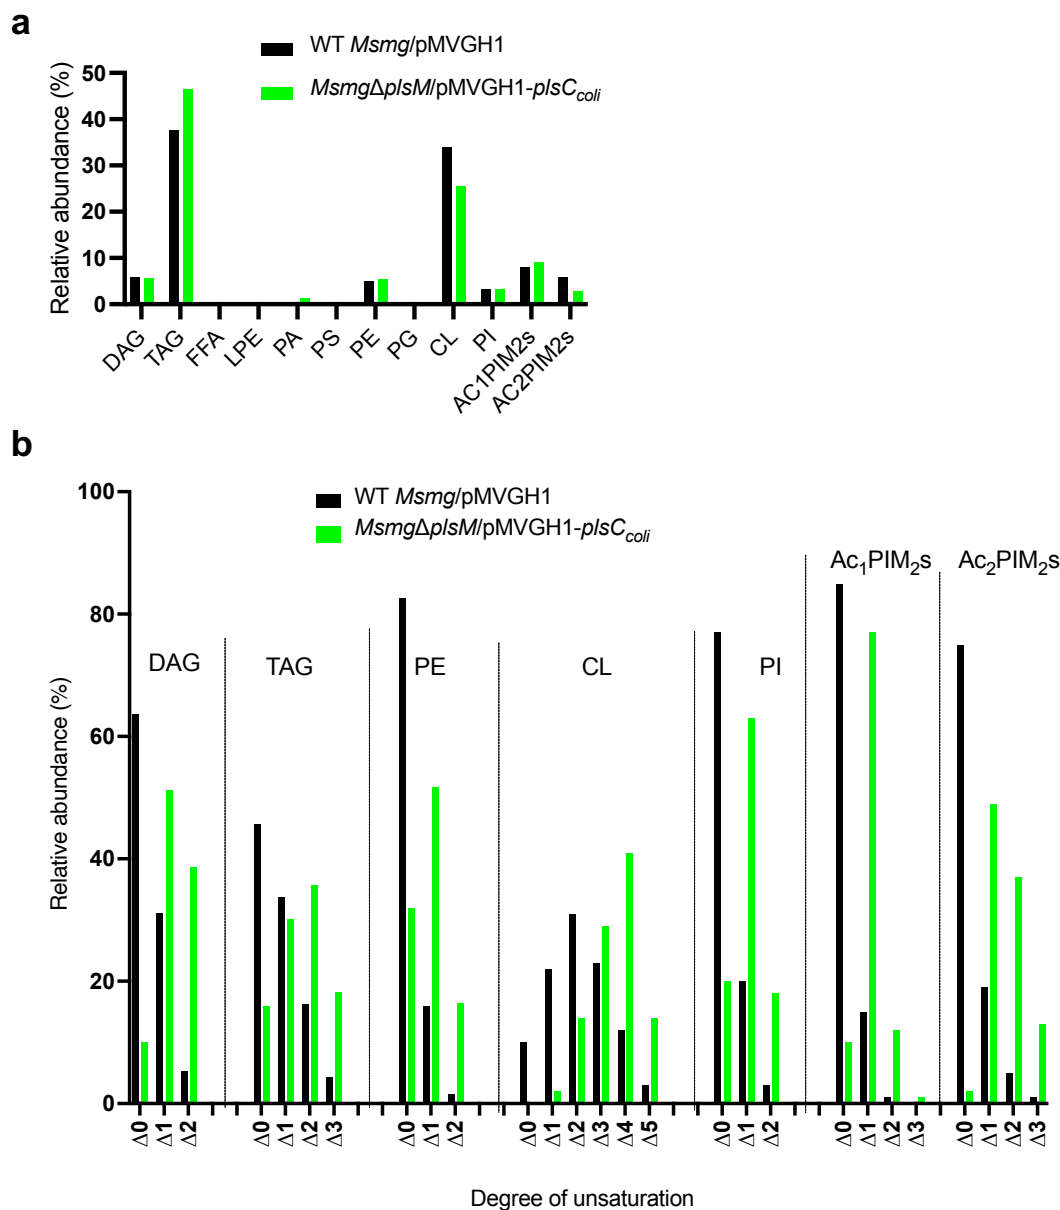 a
WT Msmg/pMVGH1
MsmgΔplsM/pMVGH1-plsCcoli
Relative abundance (%)
50
40
30
20
10
0
DAG TAG FFA LPE PA PS PE PG CL PI AC1PIM2s AC2PIM2s
b
WT Msmg/pMVGH1
MsmgΔplsM/pMVGH1-plsCcoli
Relative abundance (%)
100
80
60
40
20
0
DAG TAG PE CL PI Ac1PIM2s Ac2PIM2s
Δ0 Δ1 Δ2 Δ0 Δ1 Δ2 Δ3 Δ0 Δ1 Δ2 Δ0 Δ1 Δ2 Δ3 Δ4 Δ5 Δ0 Δ1 Δ2 Δ0 Δ1 Δ2 Δ3 Δ0 Δ1 Δ2 Δ3
Degree of unsaturation